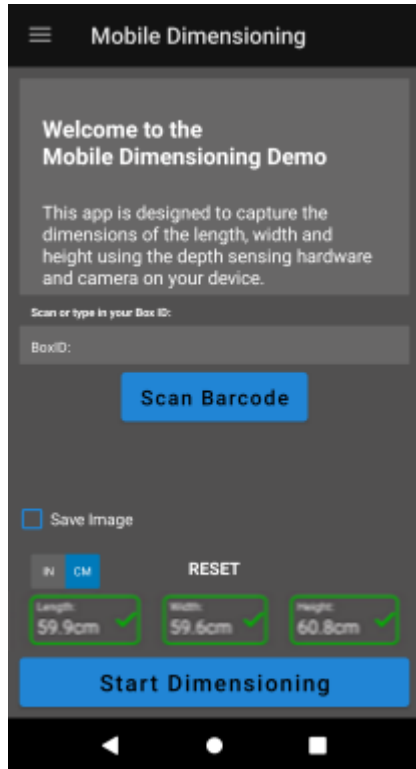 Mobile Dimensioning
Welcome to the
Mobile Dimensioning Demo
This app is designed to capture the
dimensions of the length, width and
height using the depth sensing hardware
and camera on your device.
Scan or type in your Box ID:
BoxID:
Scan Barcode
Save Image
IN CM RESET
Length: Width: Height:
59.9cm 59.6cm 60.8cm
Start Dimensioning